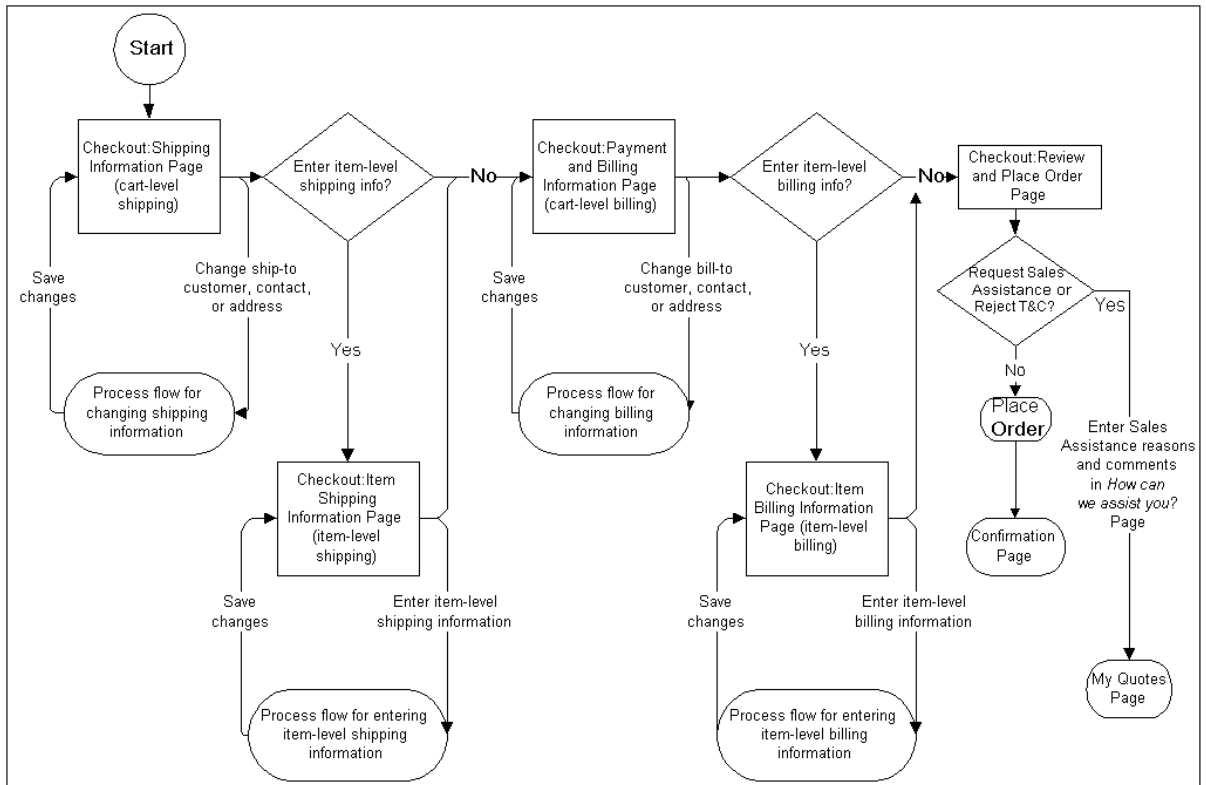 Start
Checkout:Shipping
Information Page
(cart-level
shipping)
Enter item-level
shipping info?
No
Checkout:Payment
and Billing
Information Page
(cart-level billing)
Enter item-level
billing info?
No
Checkout:Review
and Place Order
Page
Save
changes
Change ship-to
customer, contact,
or address
Yes
Save
changes
Change bill-to
customer, contact,
or address
Yes
Request Sales
Assistance or
Reject T&C?
Yes
No
Process flow for
changing shipping
information
Process flow for
changing billing
information
Place
Order
Enter Sales
Assistance reasons
and comments
in How can
we assist you?
Page
Checkout:Item
Shipping
Information Page
(item-level
shipping)
Checkout:Item
Billing Information
Page (item-level
billing)
Confirmation
Page
Save
changes
Enter item-level
shipping information
Save
changes
Enter item-level
billing information
My Quotes
Page
Process flow for entering
item-level shipping
information
Process flow for entering
item-level billing
information